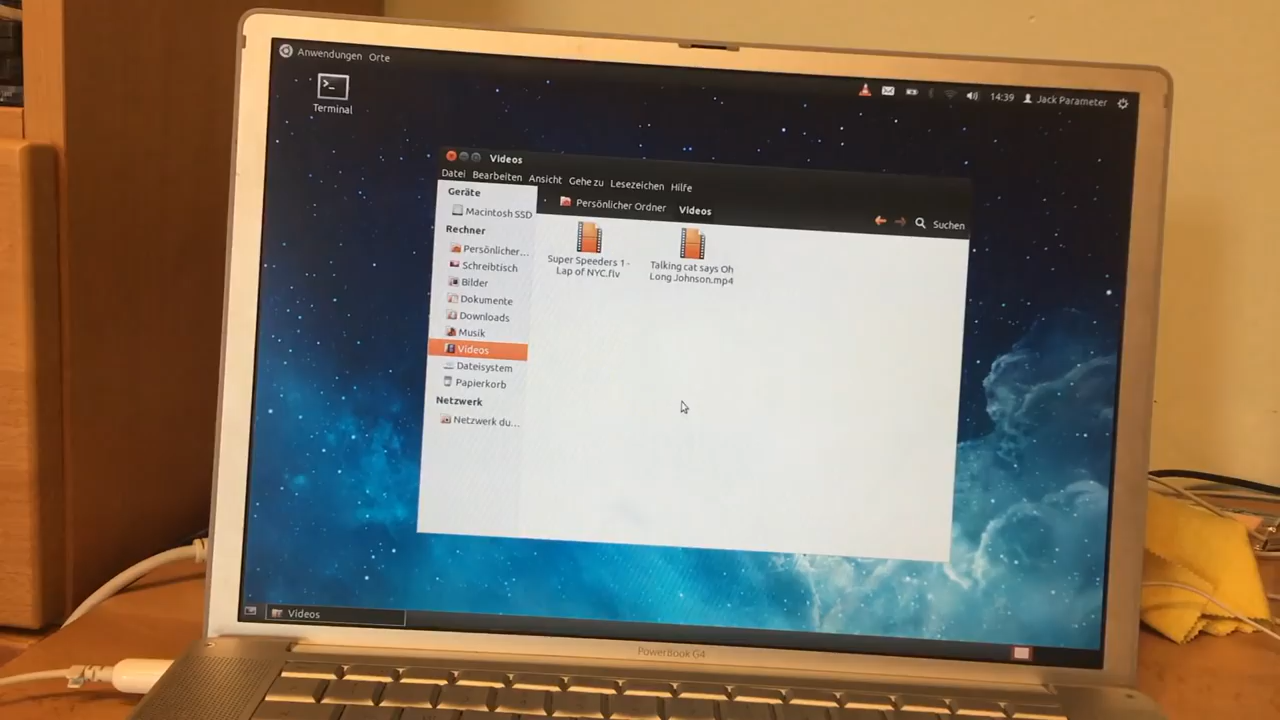 Anwendungen Orte
14:39 Jack Parameter
Terminal
Videos
Datei Bearbeiten Ansicht Gehe zu Lesezeichen Hilfe
Geräte
Macintosh SSD
Rechner
Persönlicher...
Schreibtisch
Bilder
Dokumente
Downloads
Musik
Videos
Dateisystem
Papierkorb
Netzwerk
Netzwerk du...
Persönlicher Ordner Videos
Suchen
Super Speeders 1 -
Lap of NYC.flv
Talking cat says Oh
Long Johnson.mp4
Videos
PowerBook G4